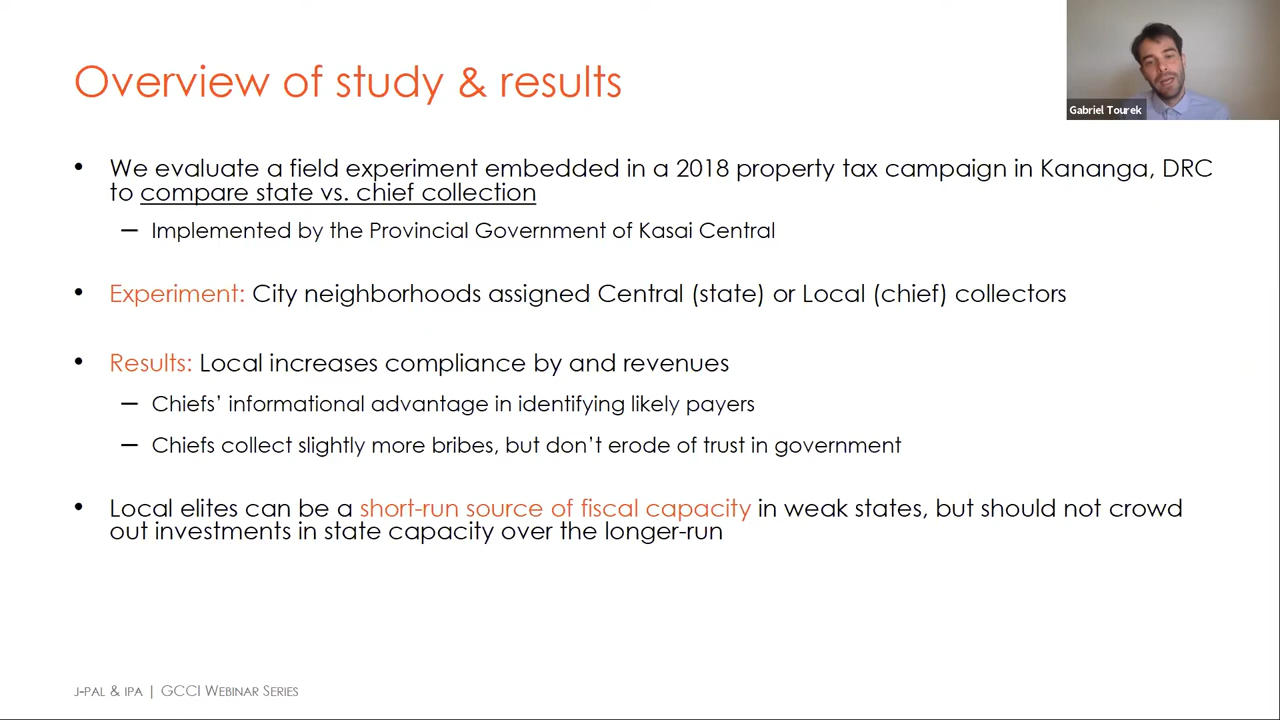 Overview of study & results
Gabriel Tourek
• We evaluate a field experiment embedded in a 2018 property tax campaign in Kananga, DRC
to compare state vs. chief collection
– Implemented by the Provincial Government of Kasai Central
• Experiment: City neighborhoods assigned Central (state) or Local (chief) collectors
• Results: Local increases compliance by and revenues
– Chiefs’ informational advantage in identifying likely payers
– Chiefs collect slightly more bribes, but don’t erode of trust in government
• Local elites can be a short-run source of fiscal capacity in weak states, but should not crowd
out investments in state capacity over the longer-run
J-PAL & IPA | GCCI WEBINAR SERIES